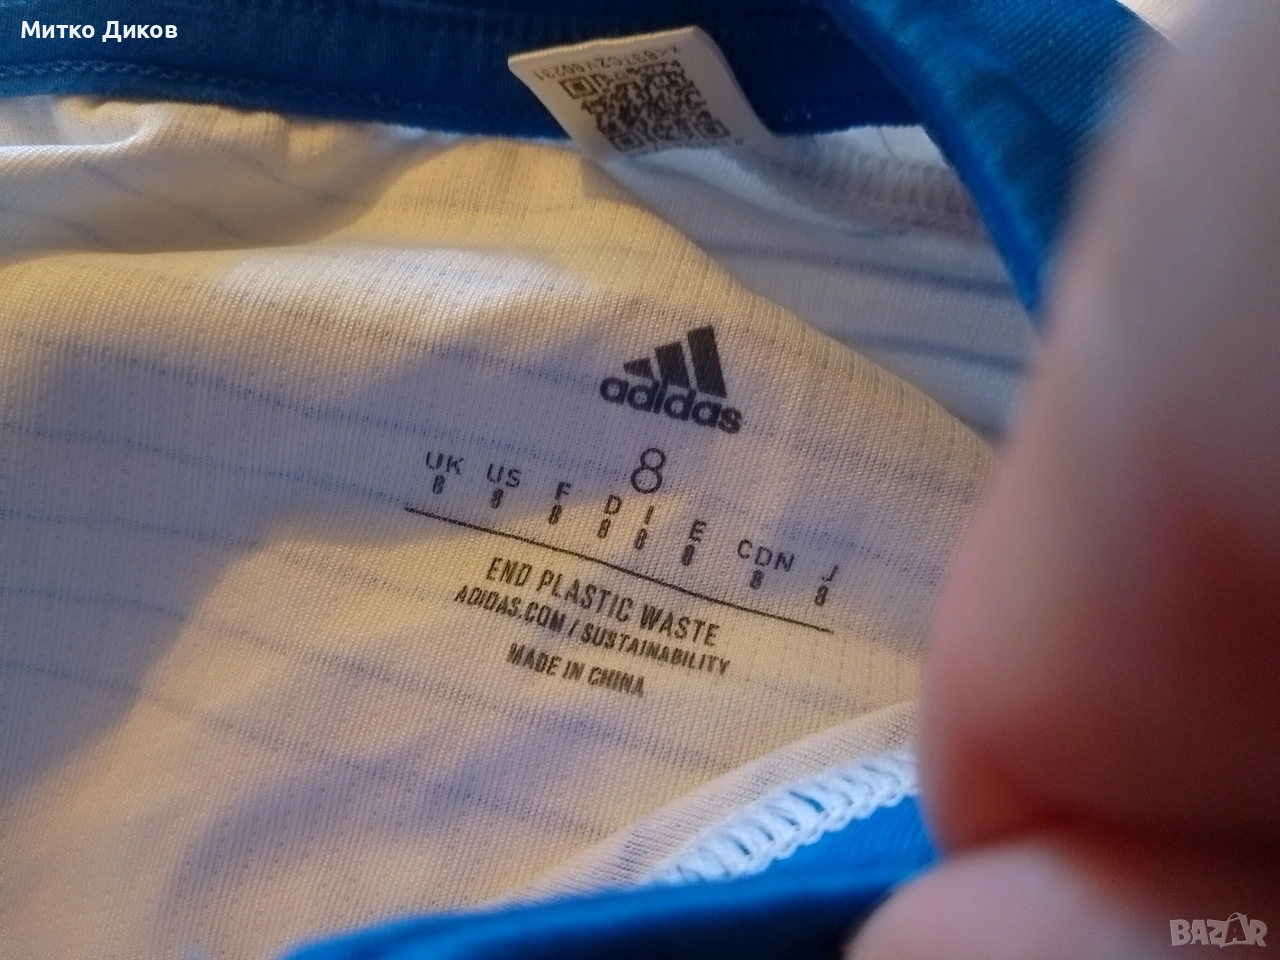 Митко Диков
adidas
8
UK US F D I E CDN J
8 8 8 8 8 8 8 8
END PLASTIC WASTE
ADIDAS.COM / SUSTAINABILITY
MADE IN CHINA
BAZAR